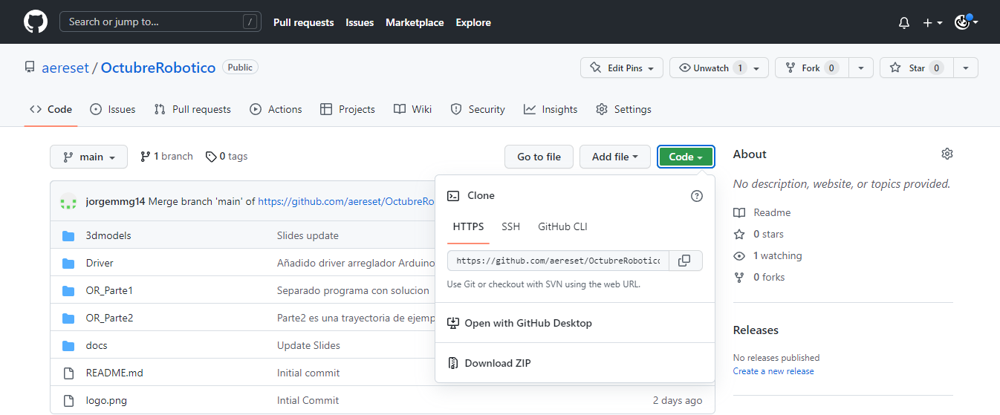 Search or jump to... / Pull requests Issues Marketplace Explore
aereset / OctubreRobotico Public Edit Pins Unwatch 1 Fork 0 Star 0
Code Issues Pull requests Actions Projects Wiki Security Insights Settings
main 1 branch 0 tags Go to file Add file Code
jorgemmg14 Merge branch 'main' of https://github.com/aereset/OctubreRo
3dmodels Slides update
Driver Añadido driver arreglador Arduino
OR_Parte1 Separado programa con solucion
OR_Parte2 Parte2 es una trayectoria de ejemp
docs Update Slides
README.md Initial commit
logo.png Intial Commit 2 days ago
Clone
HTTPS SSH GitHub CLI
https://github.com/aereset/OctubreRobotico
Use Git or checkout with SVN using the web URL.
Open with GitHub Desktop
Download ZIP
About
No description, website, or topics provided.
Readme
0 stars
1 watching
0 forks
Releases
No releases published
Create a new release